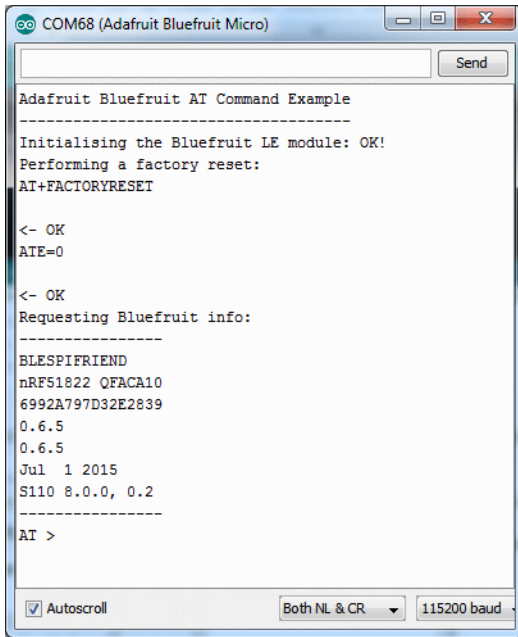 COM68 (Adafruit Bluefruit Micro)
Send
Adafruit Bluefruit AT Command Example
-------------------------------------
Initialising the Bluefruit LE module: OK!
Performing a factory reset:
AT+FACTORYRESET
<- OK
ATE=0
<- OK
Requesting Bluefruit info:
----------------
BLESPIFRIEND
nRF51822 QFACA10
6992A797D32E2839
0.6.5
0.6.5
Jul  1 2015
S110 8.0.0, 0.2
----------------
AT >
Autoscroll Both NL & CR 115200 baud